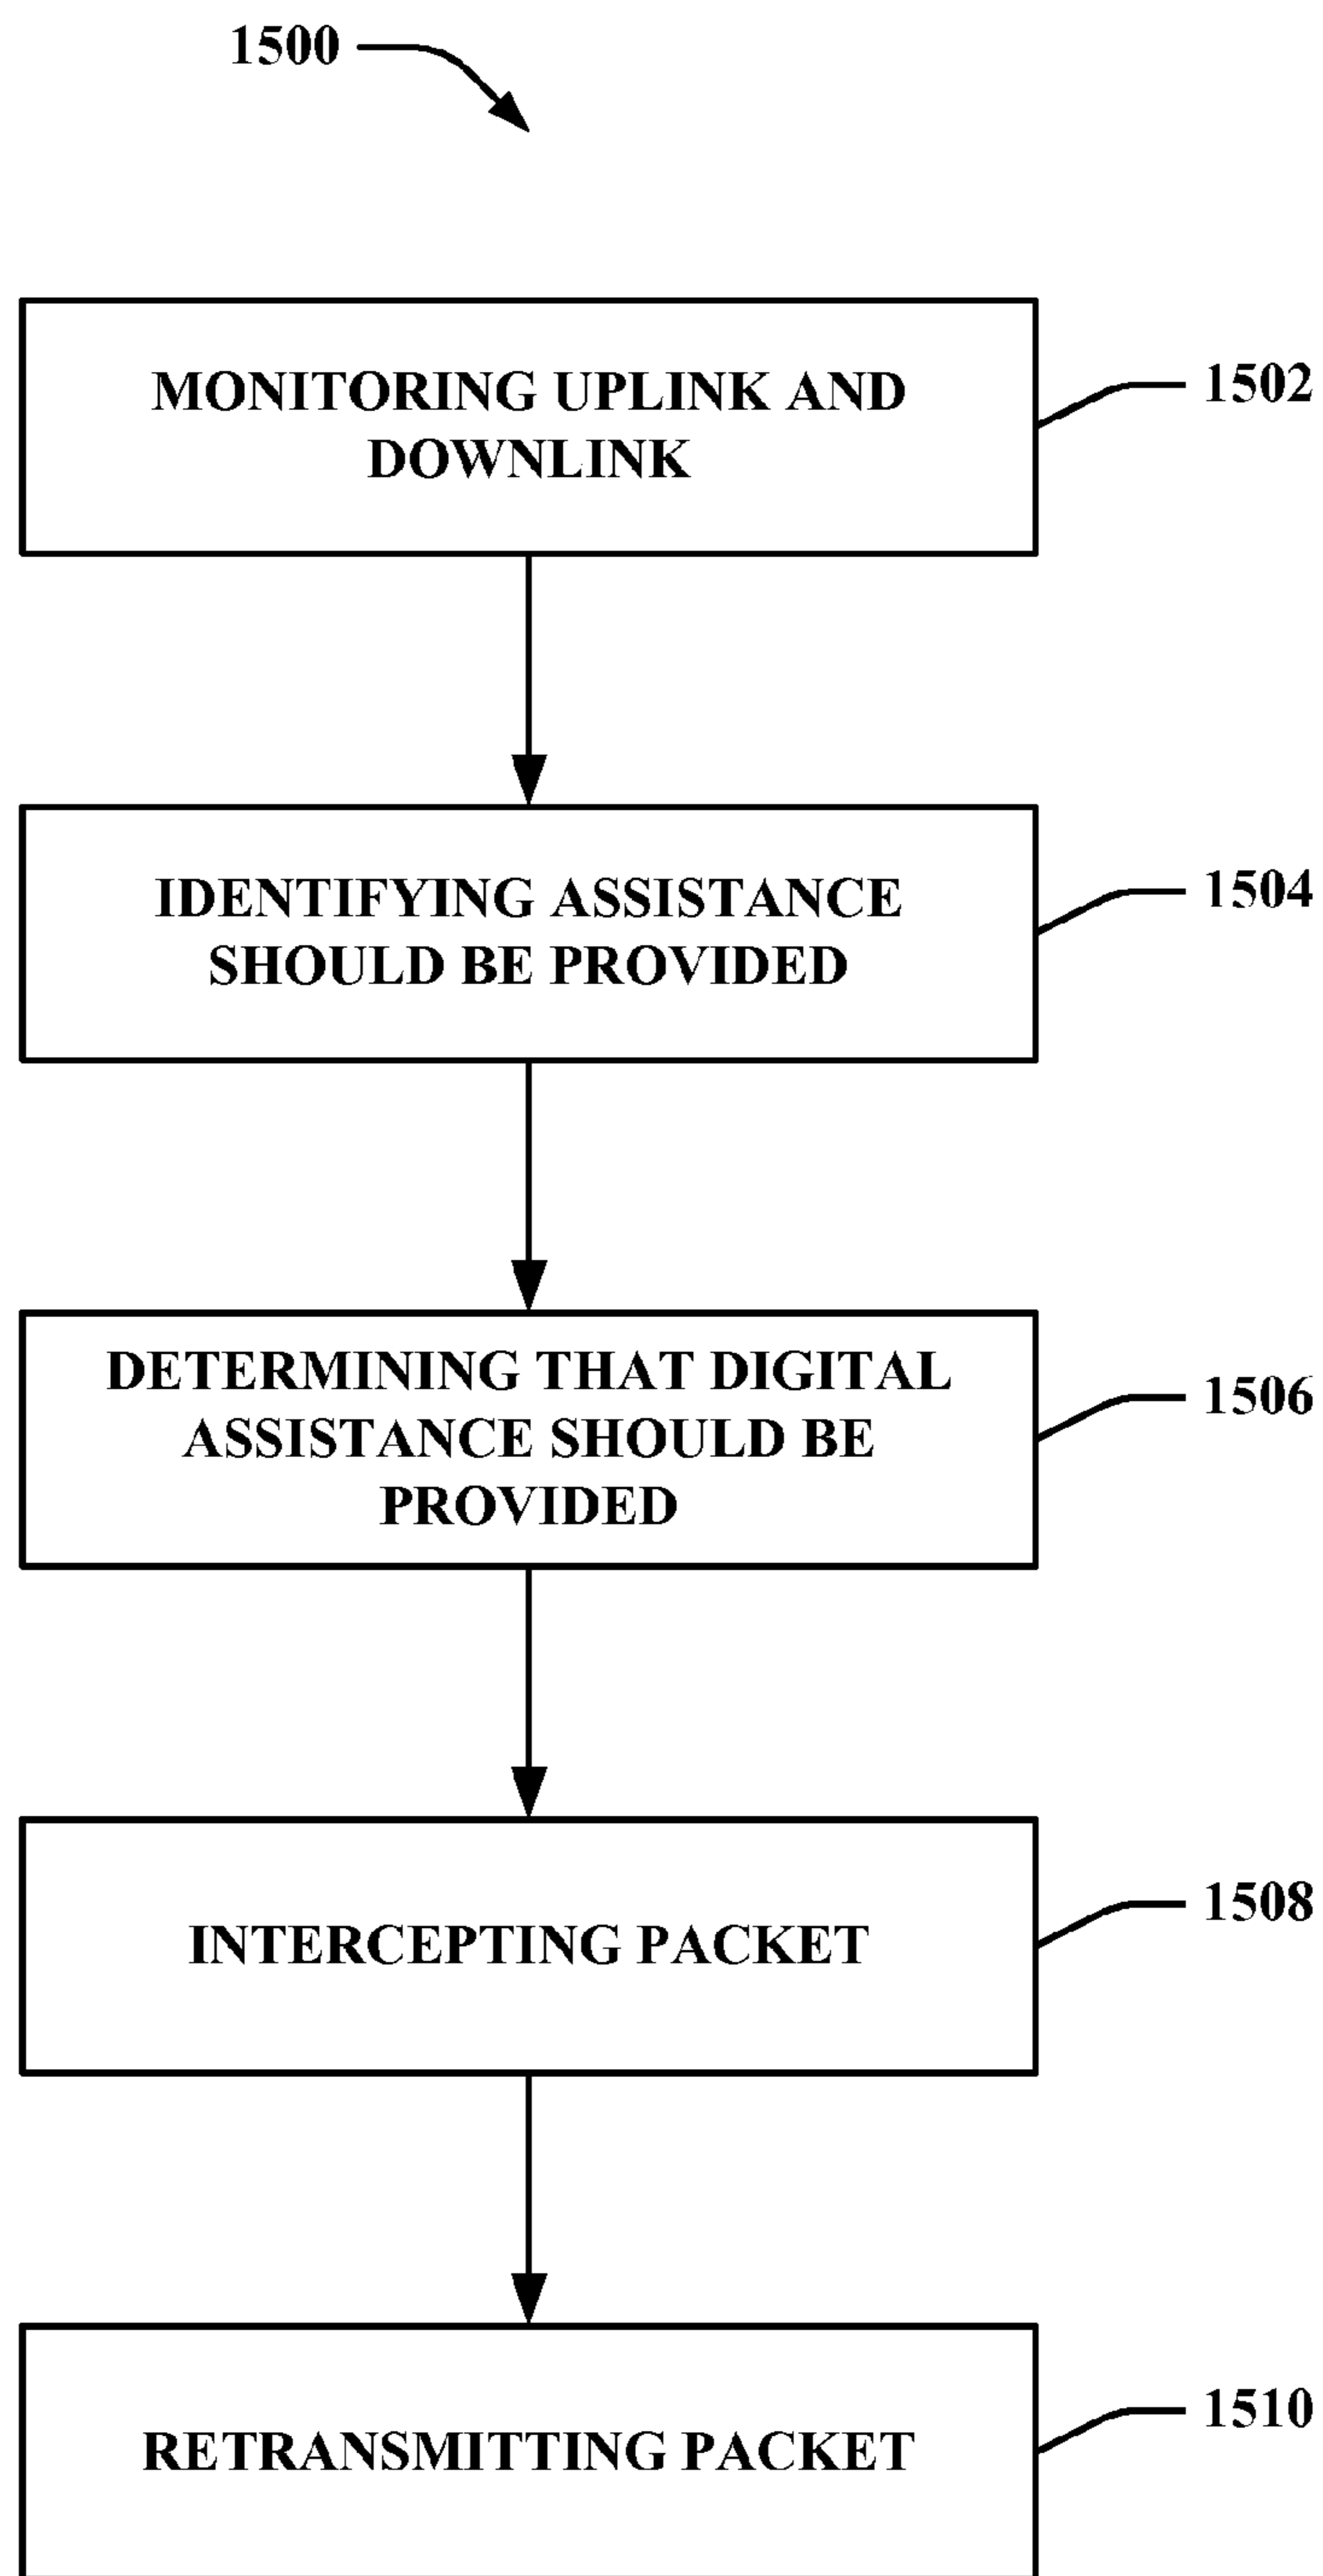 1500
MONITORING UPLINK AND
DOWNLINK
1502
IDENTIFYING ASSISTANCE
SHOULD BE PROVIDED
1504
DETERMINING THAT DIGITAL
ASSISTANCE SHOULD BE
PROVIDED
1506
INTERCEPTING PACKET
1508
RETRANSMITTING PACKET
1510